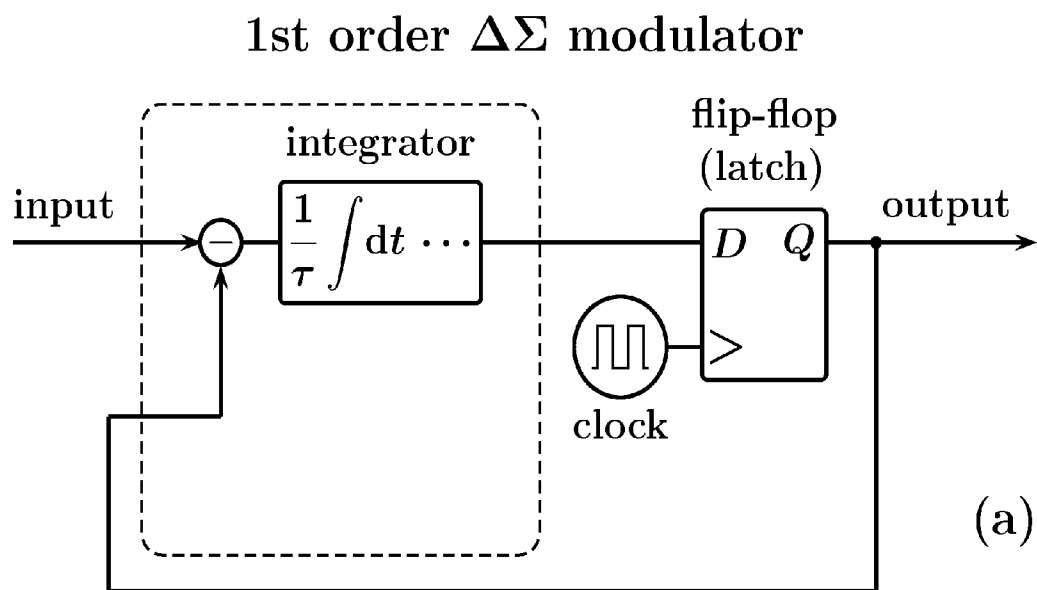 1st order ΔΣ modulator
integrator
flip-flop
(latch)
input
output
−
1/τ ∫ dt ···
D Q
clock
(a)